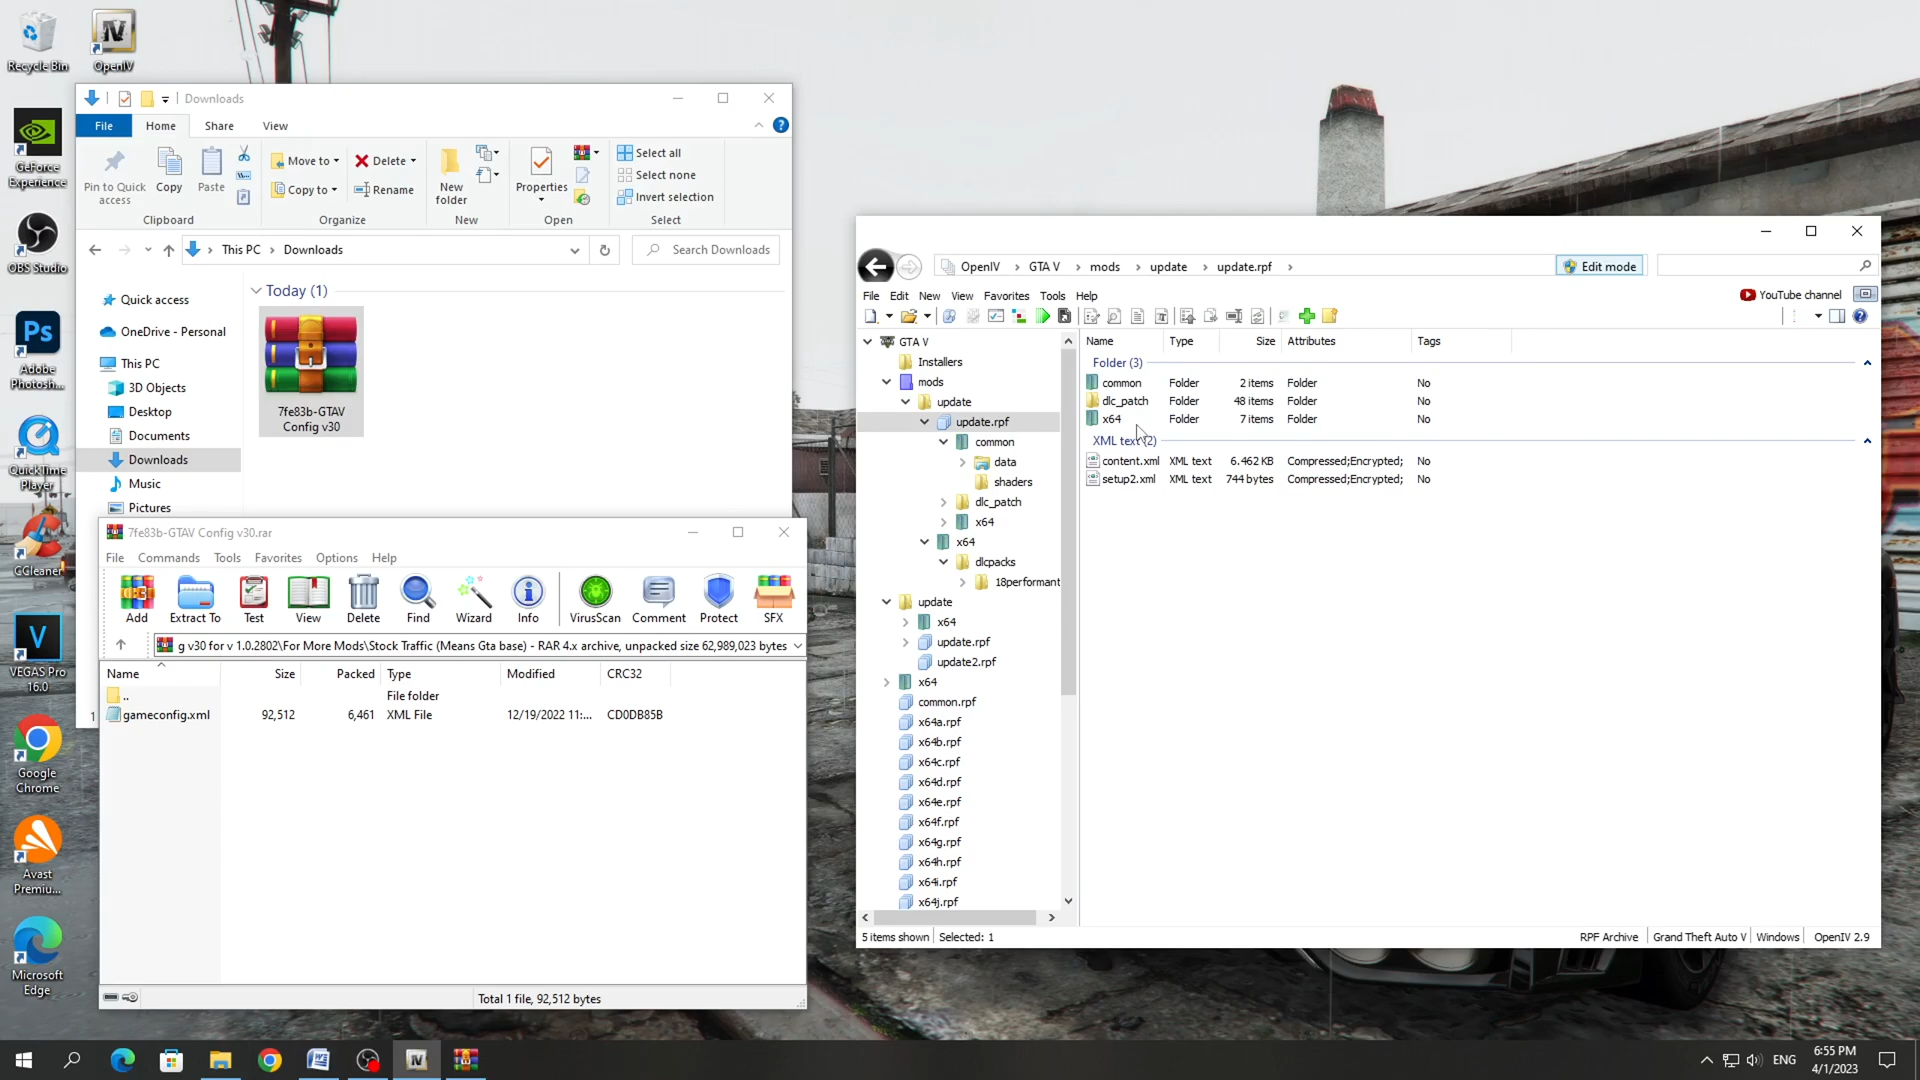 Recycle Bin
OpenIV
GeForce Experience
OBS Studio
Ps
Adobe Photosh...
QuickTime Player
CCleaner
VEGAS Pro 16.0
Google Chrome
Avast Premiu...
Microsoft Edge
Downloads
File
Home
Share
View
Pin to Quick access
Copy
Paste
Clipboard
Move to
Copy to
Delete
Rename
Organize
New folder
New
Properties
Open
Select all
Select none
Invert selection
Select
This PC
Downloads
Search Downloads
Quick access
OneDrive - Personal
This PC
3D Objects
Desktop
Documents
Downloads
Music
Pictures
Today (1)
7fe83b-GTAV Config v30
7fe83b-GTAV Config v30.rar
File Commands Tools Favorites Options Help
Add Extract To Test View Delete Find Wizard Info VirusScan Comment Protect SFX
g v30 for v 1.0.2802\For More Mods\Stock Traffic (Means Gta base) - RAR 4.x archive, unpacked size 62,989,023 bytes
Name Size Packed Type Modified CRC32
.. File folder
gameconfig.xml 92,512 6,461 XML File 12/19/2022 11:... CD0DB85B
Total 1 file, 92,512 bytes
OpenIV GTA V mods update update.rpf
Edit mode
File Edit New View Favorites Tools Help
YouTube channel
GTA V
Installers
mods
update
update.rpf
common
data
shaders
dlc_patch
x64
x64
dlcpacks
18performant
update
x64
update.rpf
update2.rpf
x64
common.rpf
x64a.rpf
x64b.rpf
x64c.rpf
x64d.rpf
x64e.rpf
x64f.rpf
x64g.rpf
x64h.rpf
x64i.rpf
x64j.rpf
Name Type Size Attributes Tags
Folder (3)
common Folder 2 items Folder No
dlc_patch Folder 48 items Folder No
x64 Folder 7 items Folder No
XML text (2)
content.xml XML text 6.462 KB Compressed;Encrypted; No
setup2.xml XML text 744 bytes Compressed;Encrypted; No
5 items shown Selected: 1
RPF Archive Grand Theft Auto V Windows OpenIV 2.9
ENG
6:55 PM
4/1/2023